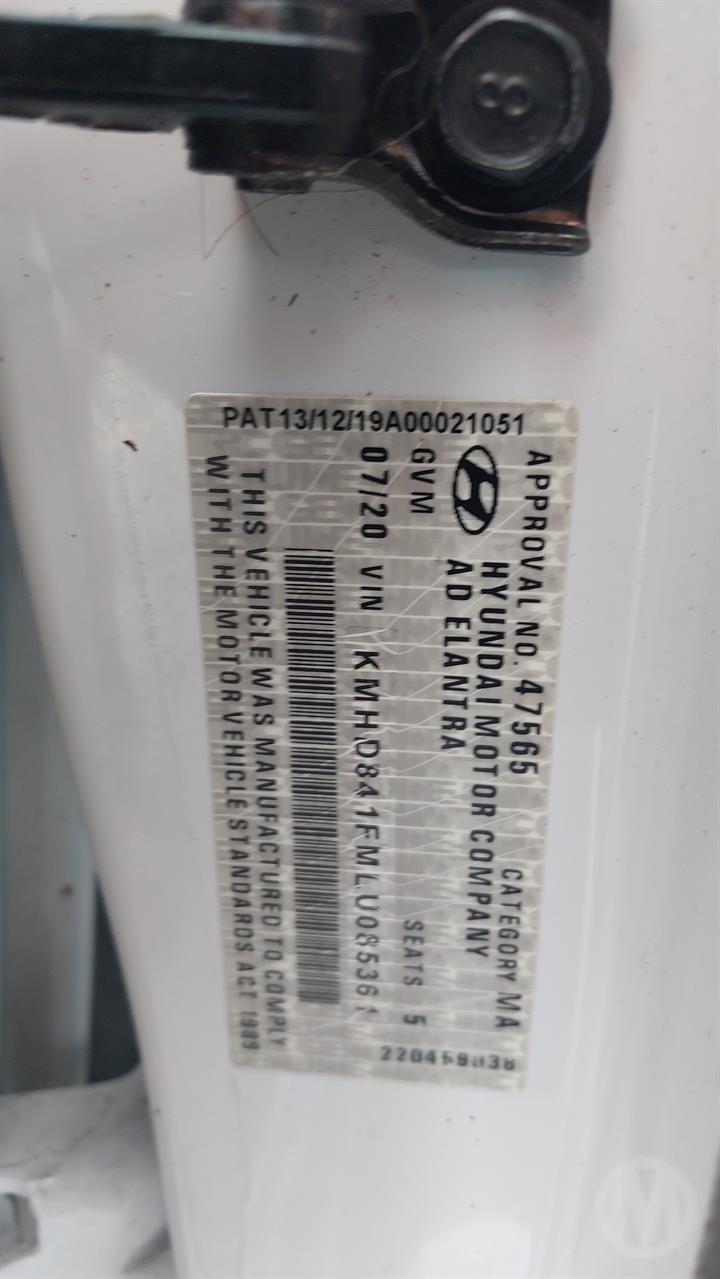 8
PAT13/12/19A00021051
APPROVAL NO. 47565 CATEGORY MA
HYUNDAI MOTOR COMPANY
AD ELANTRA
GVM SEATS 5
07/20 VIN KMHD841FMLU085361
THIS VEHICLE WAS MANUFACTURED TO COMPLY
WITH THE MOTOR VEHICLE STANDARDS ACT 1989
M